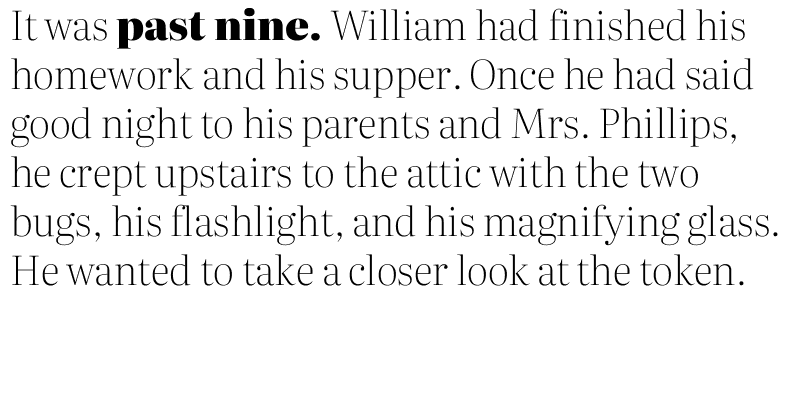 It was past nine. William had finished his
homework and his supper. Once he had said
good night to his parents and Mrs. Phillips,
he crept upstairs to the attic with the two
bugs, his flashlight, and his magnifying glass.
He wanted to take a closer look at the token.